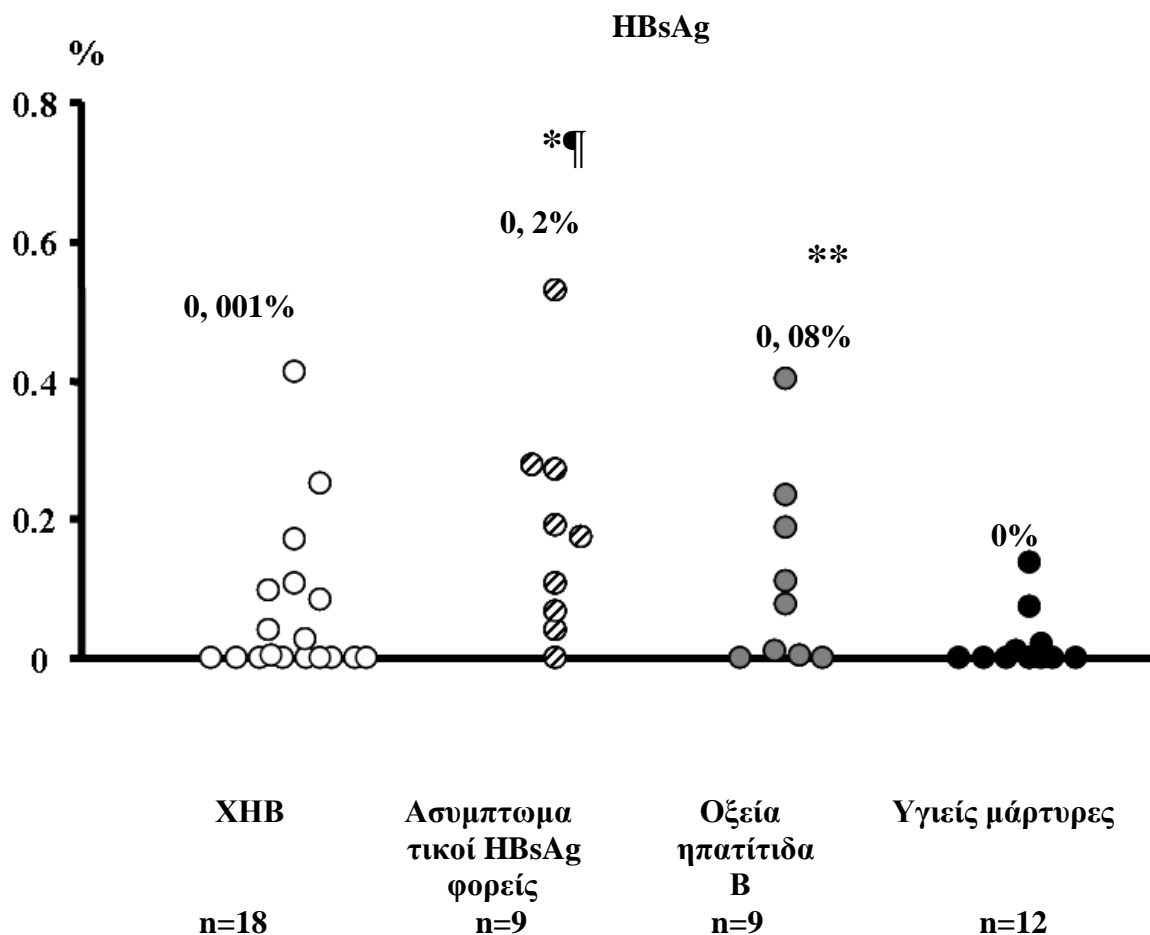 HBsAg
%
0.8
*¶
0, 2%
0.6
**
0, 001%
0, 08%
0.4
0.2
0%
0
ΧΗΒ
Ασυμπτωμα
τικοί HBsAg
φορείς
Οξεία
ηπατίτιδα
Β
Υγιείς μάρτυρες
n=18
n=9
n=9
n=12